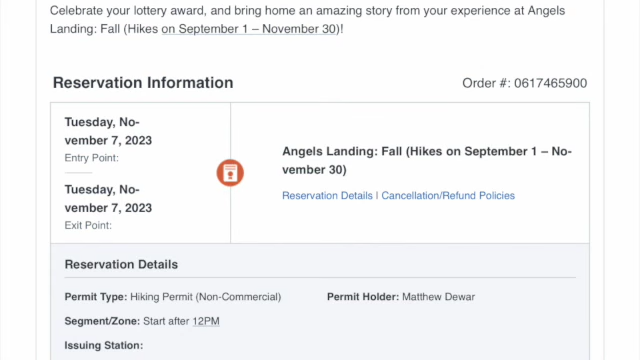 Celebrate your lottery award, and bring home an amazing story from your experience at Angels
Landing: Fall (Hikes on September 1 – November 30)!
Reservation Information
Order #: 0617465900
Tuesday, No-
vember 7, 2023
Entry Point:
Tuesday, No-
vember 7, 2023
Exit Point:
Angels Landing: Fall (Hikes on September 1 – No-
vember 30)
Reservation Details | Cancellation/Refund Policies
Reservation Details
Permit Type: Hiking Permit (Non-Commercial)
Permit Holder: Matthew Dewar
Segment/Zone: Start after 12PM
Issuing Station: